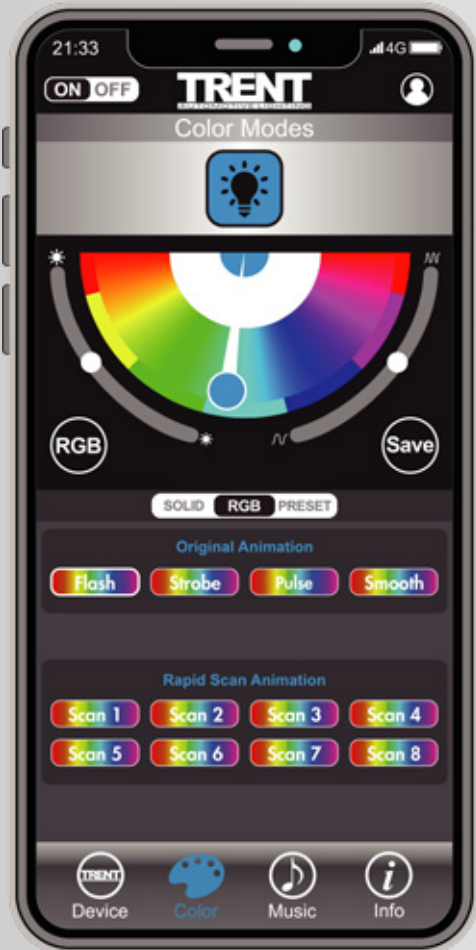 21:33
4G
ON OFF
TRENT
AUTOMOTIVE LIGHTING
Color Modes
RGB
Save
SOLID RGB PRESET
Original Animation
Flash Strobe Pulse Smooth
Rapid Scan Animation
Scan 1 Scan 2 Scan 3 Scan 4
Scan 5 Scan 6 Scan 7 Scan 8
TRENT
Device Color Music Info